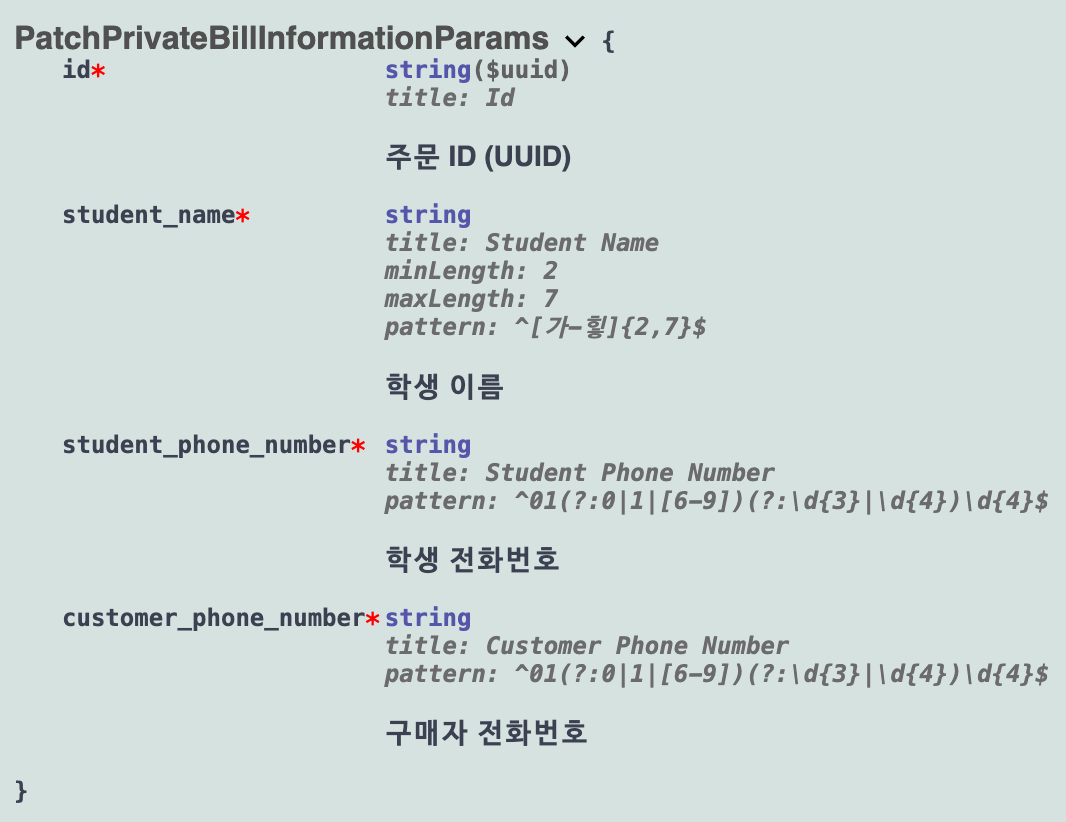 PatchPrivateBillInformationParams {
id* string($uuid)
title: Id
주문 ID (UUID)
student_name* string
title: Student Name
minLength: 2
maxLength: 7
pattern: ^[가-힣]{2,7}$
학생 이름
student_phone_number* string
title: Student Phone Number
pattern: ^01(?:0|1|[6-9])(?:\d{3}|\d{4})\d{4}$
학생 전화번호
customer_phone_number* string
title: Customer Phone Number
pattern: ^01(?:0|1|[6-9])(?:\d{3}|\d{4})\d{4}$
구매자 전화번호
}